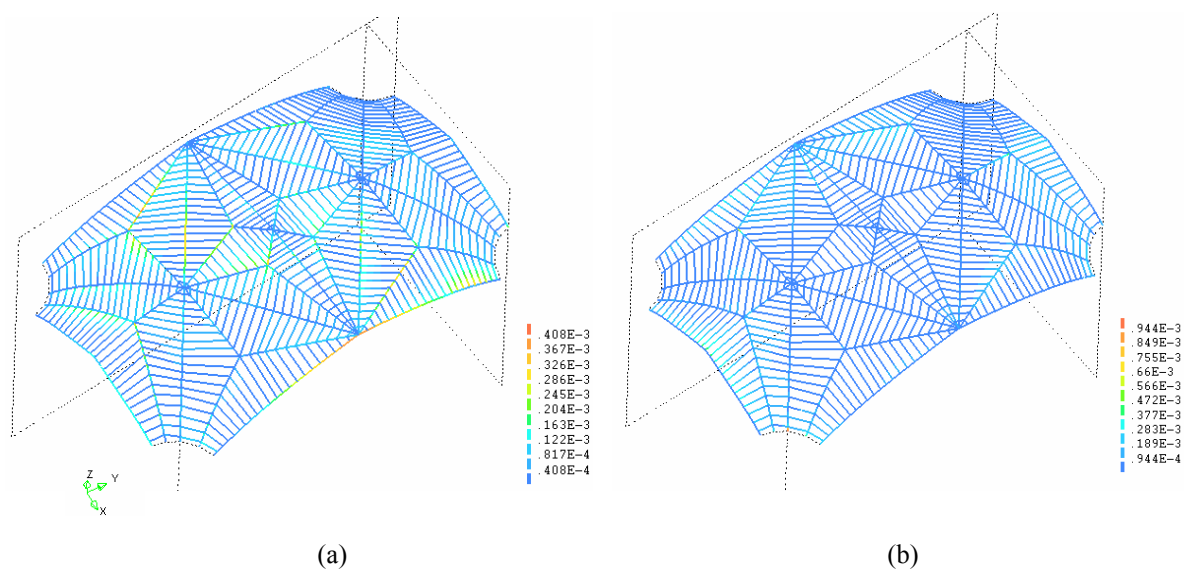 .408E-3
.367E-3
.326E-3
.286E-3
.245E-3
.204E-3
.163E-3
.122E-3
.817E-4
.408E-4
Z
Y
X
(a)
.944E-3
.849E-3
.755E-3
.66E-3
.566E-3
.472E-3
.377E-3
.283E-3
.189E-3
.944E-4
(b)